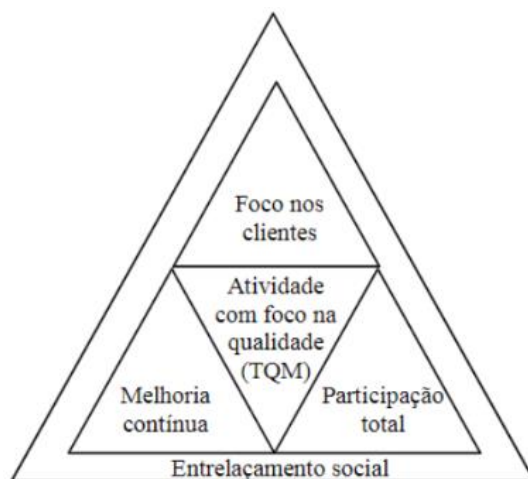 Foco nos
clientes
Atividade
com foco na
qualidade
(TQM)
Melhoria
contínua
Participação
total
Entrelaçamento social